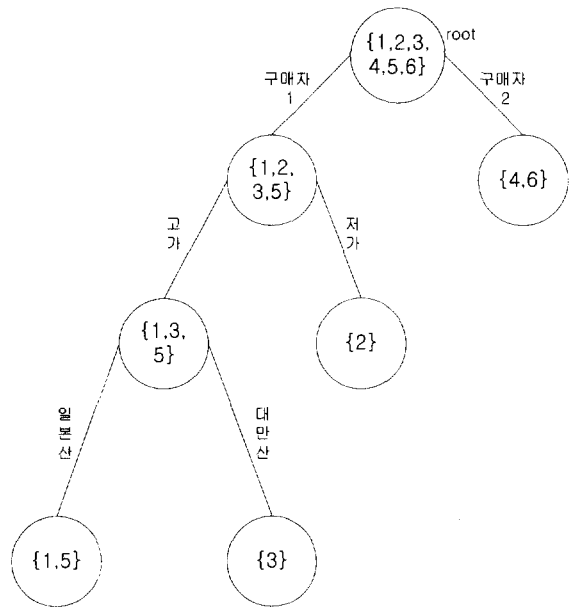 {1,2,3,
4,5,6}
root
구매자
1
구매자
2
{1,2,
3,5}
{4,6}
고
가
저
가
{1,3,
5}
{2}
일
본
산
대
만
산
{1,5}
{3}